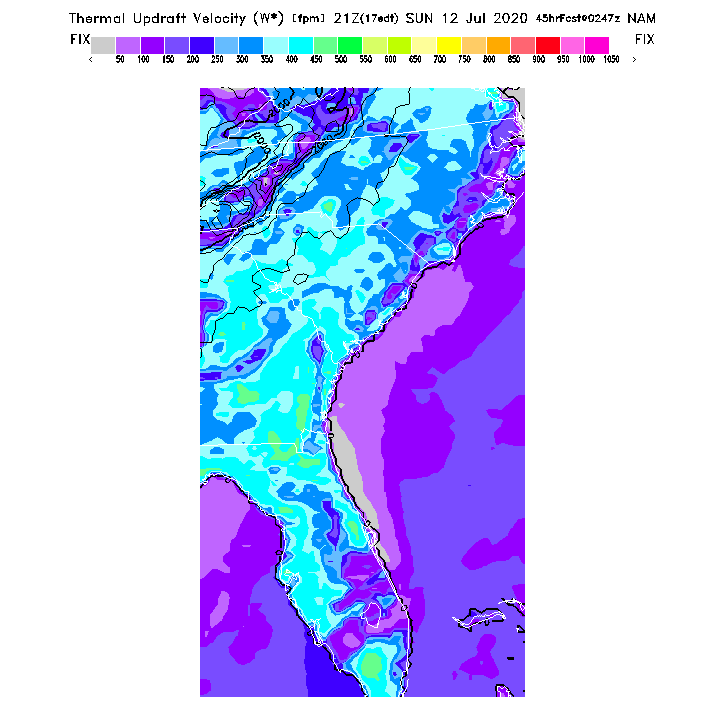 Thermal Updraft Velocity (W*) [fpm] 21Z(17edt) SUN 12 Jul 2020 45hrFcst@0247z NAM
FIX FIX
< 50 100 150 200 250 300 350 400 450 500 550 600 650 700 750 800 850 900 950 1000 1050 >